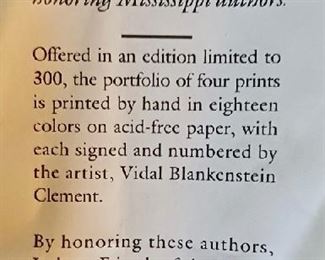 honoring Mississippi authors.
Offered in an edition limited to
300, the portfolio of four prints
is printed by hand in eighteen
colors on acid-free paper, with
each signed and numbered by
the artist, Vidal Blankenstein
Clement.
By honoring these authors,